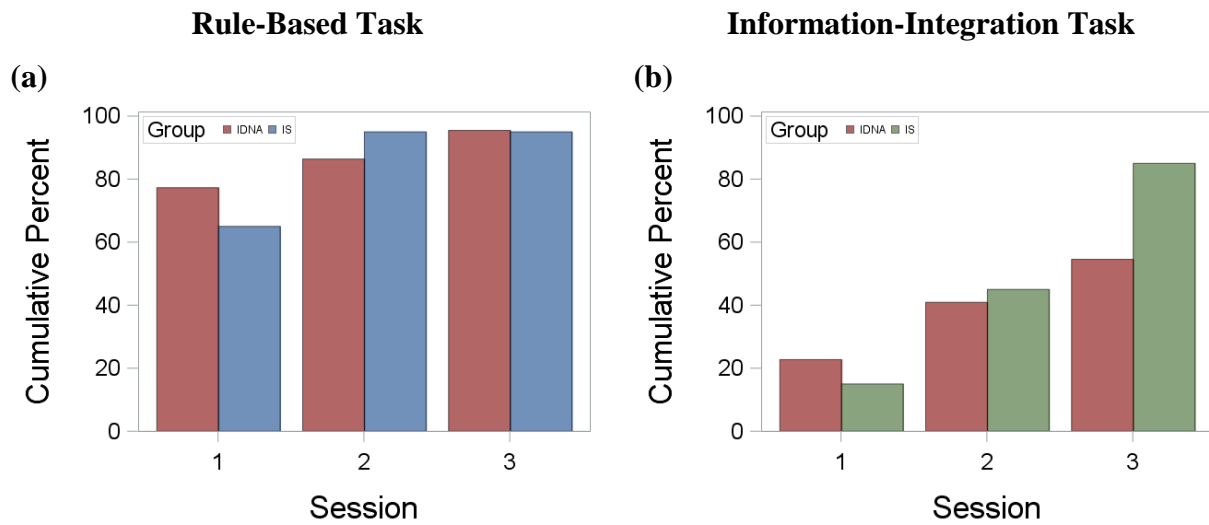 Rule-Based Task
Information-Integration Task
(a)
(b)
Group IDNA IS
100
80
60
40
20
0
Cumulative Percent
1 2 3
Session
Group IDNA IS
100
80
60
40
20
0
Cumulative Percent
1 2 3
Session